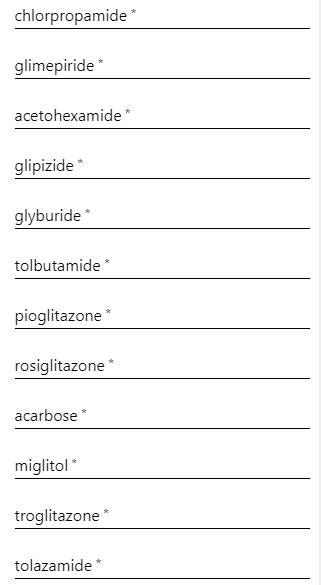 chlorpropamide *
glimepiride *
acetohexamide *
glipizide *
glyburide *
tolbutamide *
pioglitazone *
rosiglitazone *
acarbose *
miglitol *
troglitazone *
tolazamide *